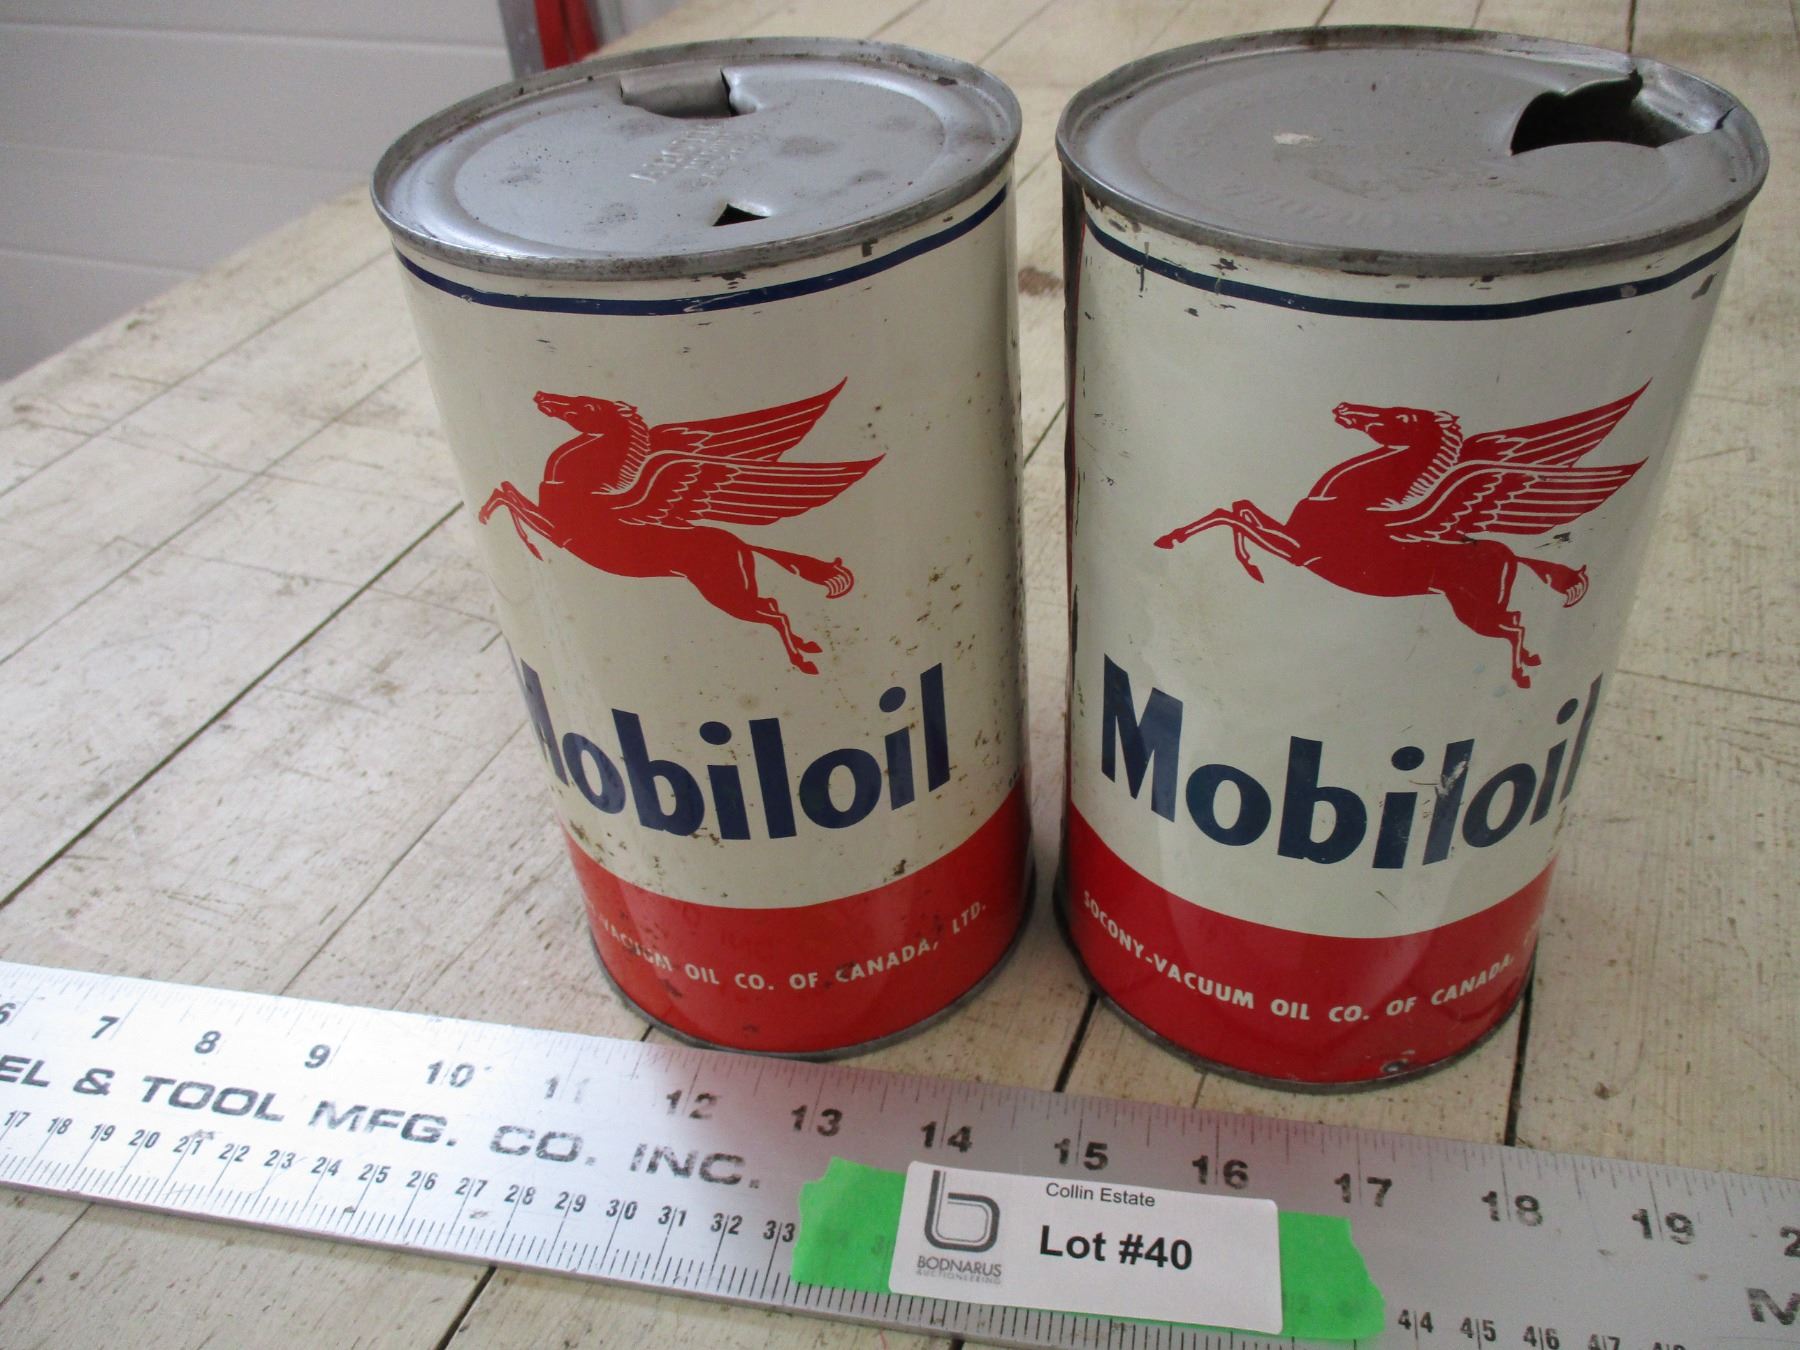 Mobiloil
VACUUM OIL CO. OF CANADA, LTD.
Mobiloil
SOCONY-VACUUM OIL CO. OF CANADA,
6 7 8 9 10 11 12 13 14 15 16 17 18 19 2
EL & TOOL MFG. CO. INC.
17 18 19 20 21 22 23 24 25 26 27 28 29 30 31 32 33 44 45 46 47
Collin Estate
Lot #40
BODNARUS
AUCTIONEERING